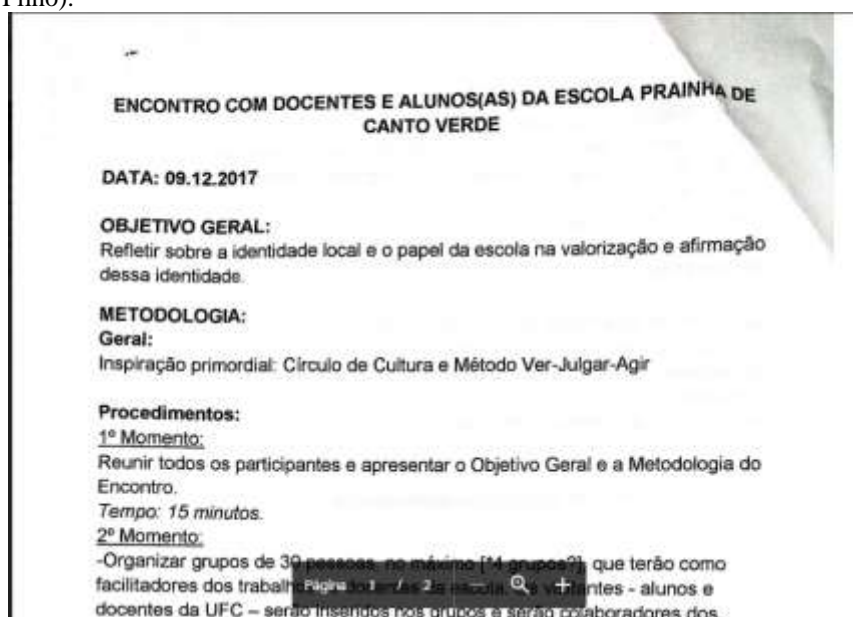 Filho).
ENCONTRO COM DOCENTES E ALUNOS(AS) DA ESCOLA PRAINHA DE
CANTO VERDE
DATA: 09.12.2017
OBJETIVO GERAL:
Refletir sobre a identidade local e o papel da escola na valorização e afirmação
dessa identidade.
METODOLOGIA:
Geral:
Inspiração primordial: Círculo de Cultura e Método Ver-Julgar-Agir
Procedimentos:
1º Momento:
Reunir todos os participantes e apresentar o Objetivo Geral e a Metodologia do
Encontro.
Tempo: 15 minutos.
2º Momento:
-Organizar grupos de 30 pessoas, no máximo [*4 grupos?], que terão como
facilitadores dos docentes da escola. - alunos e
Página 1 / 2
docentes da UFC – serão inseridos nos grupos e serão colaboradores dos